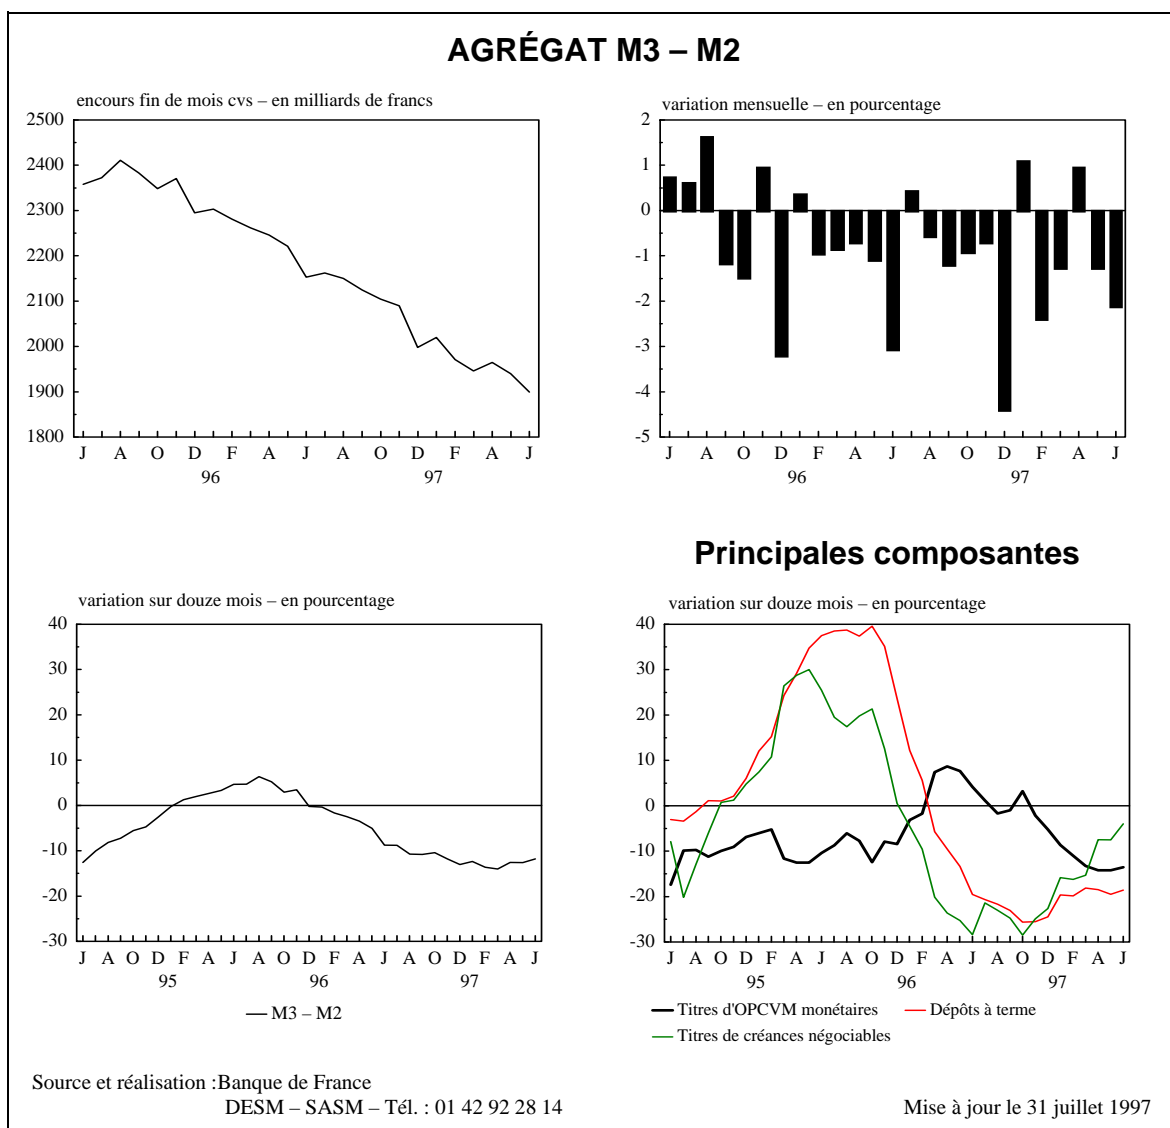 AGRÉGAT M3 – M2
encours fin de mois cvs – en milliards de francs
2500
2400
2300
2200
2100
2000
1900
1800
J A O D F A J A O D F A J
96 97
variation mensuelle – en pourcentage
2
1
0
-1
-2
-3
-4
-5
J A O D F A J A O D F A J
96 97
variation sur douze mois – en pourcentage
40
30
20
10
0
-10
-20
-30
J A O D F A J A O D F A J A O D F A J
95 96 97
M3 – M2
Principales composantes
variation sur douze mois – en pourcentage
40
30
20
10
0
-10
-20
-30
J A O D F A J A O D F A J A O D F A J
95 96 97
Titres d'OPCVM monétaires Dépôts à terme
Titres de créances négociables
Source et réalisation :Banque de France
DESM – SASM – Tél. : 01 42 92 28 14 Mise à jour le 31 juillet 1997